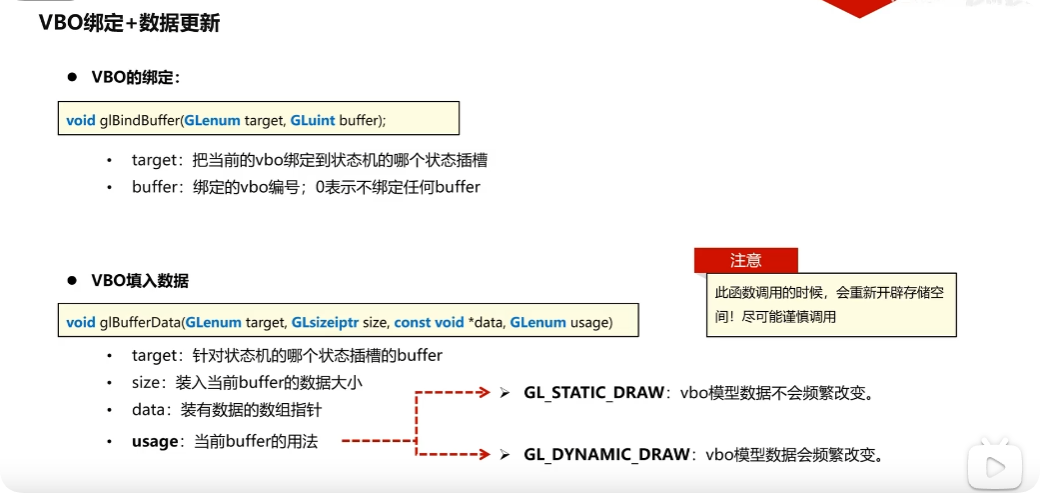 VBO绑定+数据更新
● VBO的绑定：
void glBindBuffer(GLenum target, GLuint buffer);
• target：把当前的vbo绑定到状态机的哪个状态插槽
• buffer：绑定的vbo编号；0表示不绑定任何buffer
● VBO填入数据
注意
此函数调用的时候，会重新开辟存储空
间！尽可能谨慎调用
void glBufferData(GLenum target, GLsizeiptr size, const void *data, GLenum usage)
• target：针对状态机的哪个状态插槽的buffer
• size：装入当前buffer的数据大小
• data：装有数据的数组指针
• usage：当前buffer的用法
➢ GL_STATIC_DRAW：vbo模型数据不会频繁改变。
➢ GL_DYNAMIC_DRAW：vbo模型数据会频繁改变。